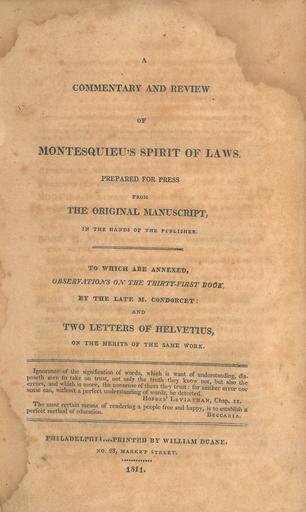 A
COMMENTARY AND REVIEW
OF
MONTESQUIEU'S SPIRIT OF LAWS.
PREPARED FOR PRESS
FROM
THE ORIGINAL MANUSCRIPT,
IN THE HANDS OF THE PUBLISHER.
TO WHICH ARE ANNEXED,
OBSERVATIONS ON THE THIRTY-FIRST BOOK,
BY THE LATE M. CONDORCET:
AND
TWO LETTERS OF HELVETIUS,
ON THE MERITS OF THE SAME WORK.
Ignorance of the signification of words, which is want of understanding, dis-
poseth men to take on trust, not only the truth they know not, but also the
errors, and which is more, the nonsense of them they trust: for neither error nor
sense can, without a perfect understanding of words, be detected.
HOBBES' LEVIATHAN, Chap. 11.
The most certain means of rendering a people free and happy, is to establish a
perfect method of education.
BECCARIA.
PHILADELPHIA....PRINTED BY WILLIAM DUANE,
NO. 98, MARKET STREET.
1811.